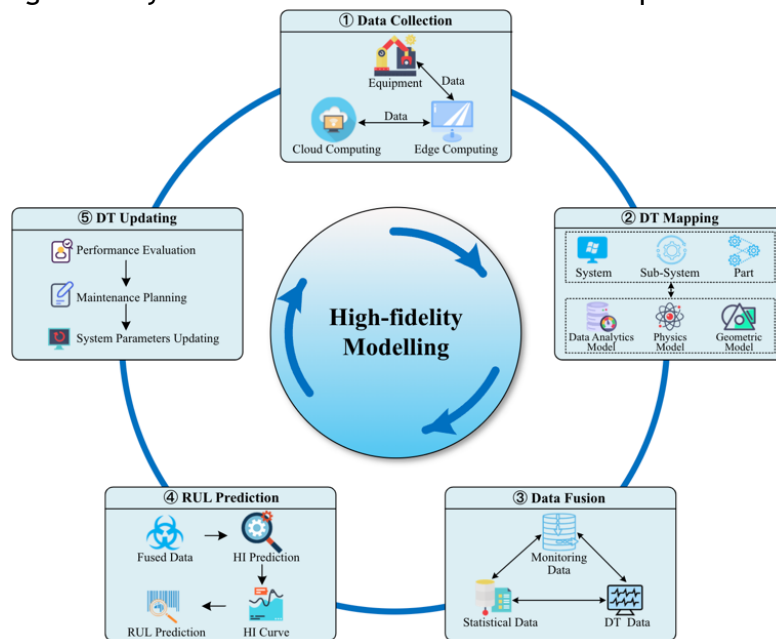 ① Data Collection
Equipment
Data
Data
Cloud Computing
Edge Computing
② DT Mapping
System
Sub-System
Part
Data Analytics
Model
Physics
Model
Geometric
Model
③ Data Fusion
Monitoring
Data
Statistical Data
DT Data
④ RUL Prediction
Fused Data
HI Prediction
RUL Prediction
HI Curve
⑤ DT Updating
Performance Evaluation
Maintenance Planning
System Parameters Updating
High-fidelity
Modelling